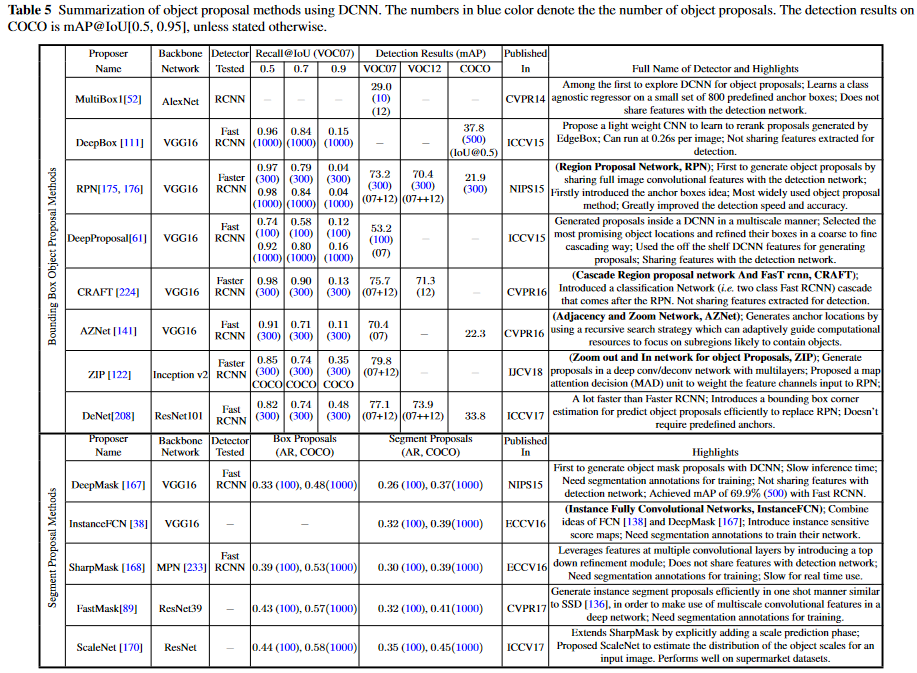 Table 5 Summarization of object proposal methods using DCNN. The numbers in blue color denote the the number of object proposals. The detection results on
COCO is mAP@IoU[0.5, 0.95], unless stated otherwise.
Proposer Backbone Detector Recall@IoU (VOC07) Detection Results (mAP) Published
Name Network Tested 0.5 0.7 0.9 VOC07 VOC12 COCO In Full Name of Detector and Highlights
Bounding Box Object Proposal Methods
MultiBox1[52] AlexNet RCNN – – – 29.0 (10) (12) – – CVPR14
Among the first to explore DCNN for object proposals; Learns a class
agnostic regressor on a small set of 800 predefined anchor boxes; Does not
share features with the detection network.
DeepBox [111] VGG16 Fast RCNN 0.96 (1000) 0.84 (1000) 0.15 (1000) – – 37.8 (500) (IoU@0.5) ICCV15
Propose a light weight CNN to learn to rerank proposals generated by
EdgeBox; Can run at 0.26s per image; Not sharing features extracted for
detection.
RPN[175, 176] VGG16 Faster RCNN 0.97 (300) 0.98 (1000) 0.79 (300) 0.84 (1000) 0.04 (300) 0.04 (1000) 73.2 (300) (07+12) 70.4 (300) (07++12) 21.9 (300) NIPS15
(Region Proposal Network, RPN); First to generate object proposals by
sharing full image convolutional features with the detection network;
Firstly introduced the anchor boxes idea; Most widely used object proposal
method; Greatly improved the detection speed and accuracy.
DeepProposal[61] VGG16 Fast RCNN 0.74 (100) 0.92 (1000) 0.58 (100) 0.80 (1000) 0.12 (100) 0.16 (1000) 53.2 (100) (07) – – ICCV15
Generated proposals inside a DCNN in a multiscale manner; Selected the
most promising object locations and refined their boxes in a coarse to fine
cascading way; Used the off the shelf DCNN features for generating
proposals; Sharing features with the detection network.
CRAFT [224] VGG16 Faster RCNN 0.98 (300) 0.90 (300) 0.13 (300) 75.7 (07+12) 71.3 (12) – CVPR16
(Cascade Region proposal network And FasT rcnn, CRAFT);
Introduced a classification Network (i.e. two class Fast RCNN) cascade
that comes after the RPN. Not sharing features extracted for detection.
AZNet [141] VGG16 Fast RCNN 0.91 (300) 0.71 (300) 0.11 (300) 70.4 (07) – 22.3 CVPR16
(Adjacency and Zoom Network, AZNet); Generates anchor locations by
using a recursive search strategy which can adaptively guide computational
resources to focus on subregions likely to contain objects.
ZIP [122] Inception v2 Faster RCNN 0.85 (300) COCO 0.74 (300) COCO 0.35 (300) COCO 79.8 (07+12) – – IJCV18
(Zoom out and In network for object Proposals, ZIP); Generate
proposals in a deep conv/deconv network with multilayers; Proposed a map
attention decision (MAD) unit to weight the feature channels input to RPN;
DeNet[208] ResNet101 Fast RCNN 0.82 (300) 0.74 (300) 0.48 (300) 77.1 (07+12) 73.9 (07++12) 33.8 ICCV17
A lot faster than Faster RCNN; Introduces a bounding box corner
estimation for predict object proposals efficiently to replace RPN; Doesn't
require predefined anchors.
Proposer Backbone Detector Box Proposals Segment Proposals Published
Name Network Tested (AR, COCO) (AR, COCO) In Highlights
Segment Proposal Methods
DeepMask [167] VGG16 Fast RCNN 0.33 (100), 0.48(1000) 0.26 (100), 0.37(1000) NIPS15
First to generate object mask proposals with DCNN; Slow inference time;
Need segmentation annotations for training; Not sharing features with
detection network; Achieved mAP of 69.9% (500) with Fast RCNN.
InstanceFCN [38] VGG16 – – 0.32 (100), 0.39(1000) ECCV16
(Instance Fully Convolutional Networks, InstanceFCN); Combine
ideas of FCN [138] and DeepMask [167]; Introduce instance sensitive
score maps; Need segmentation annotations to train their network.
SharpMask [168] MPN [233] Fast RCNN 0.39 (100), 0.53(1000) 0.30 (100), 0.39(1000) ECCV16
Leverages features at multiple convolutional layers by introducing a top
down refinement module; Does not share features with detection network;
Need segmentation annotations for training; Slow for real time use.
FastMask[89] ResNet39 – 0.43 (100), 0.57(1000) 0.32 (100), 0.41(1000) CVPR17
Generate instance segment proposals efficiently in one shot manner similar
to SSD [136], in order to make use of multiscale convolutional features in a
deep network; Need segmentation annotations for training.
ScaleNet [170] ResNet – 0.44 (100), 0.58(1000) 0.35 (100), 0.45(1000) ICCV17
Extends SharpMask by explicitly adding a scale prediction phase;
Proposed ScaleNet to estimate the distribution of the object scales for an
input image. Performs well on supermarket datasets.